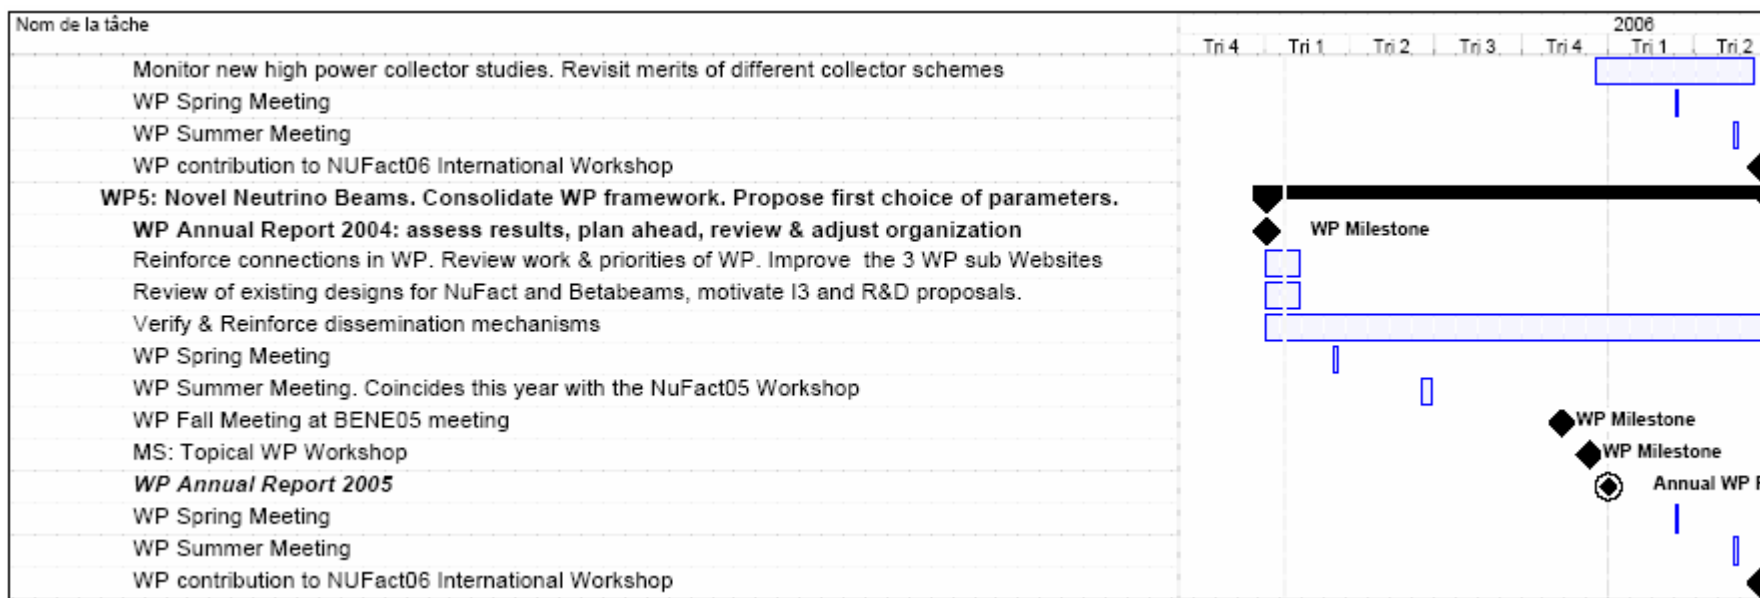 Nom de la tâche
2006
Tri 4 Tri 1 Tri 2 Tri 3 Tri 4 Tri 1 Tri 2
Monitor new high power collector studies. Revisit merits of different collector schemes
WP Spring Meeting
WP Summer Meeting
WP contribution to NUFact06 International Workshop
WP5: Novel Neutrino Beams. Consolidate WP framework. Propose first choice of parameters.
WP Annual Report 2004: assess results, plan ahead, review & adjust organization WP Milestone
Reinforce connections in WP. Review work & priorities of WP. Improve the 3 WP sub Websites
Review of existing designs for NuFact and Betabeams, motivate I3 and R&D proposals.
Verify & Reinforce dissemination mechanisms
WP Spring Meeting
WP Summer Meeting. Coincides this year with the NuFact05 Workshop
WP Fall Meeting at BENE05 meeting WP Milestone
MS: Topical WP Workshop WP Milestone
WP Annual Report 2005 Annual WP
WP Spring Meeting
WP Summer Meeting
WP contribution to NUFact06 International Workshop